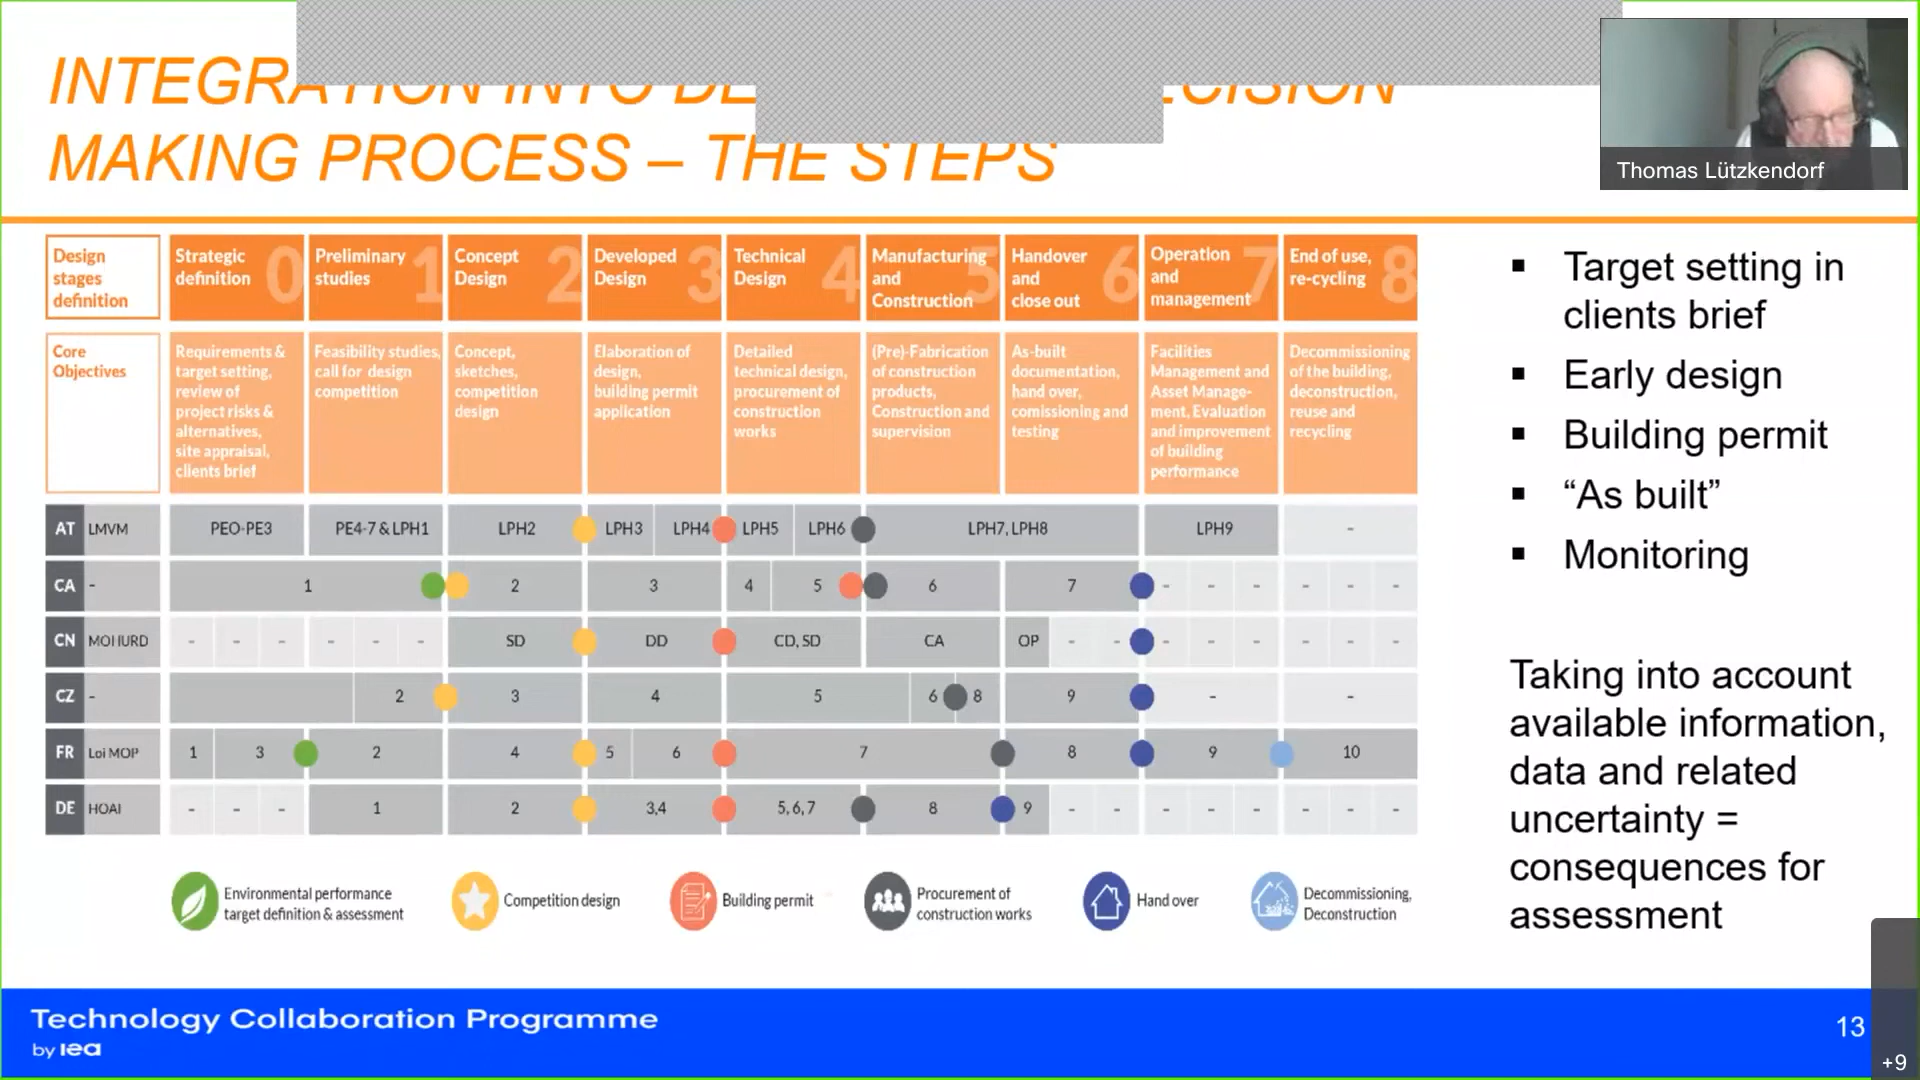 INTEGRATION INTO DE CISION
MAKING PROCESS – THE STEPS
Thomas Lützkendorf
Design
stages
definition
Strategic
definition
0
Preliminary
studies
1
Concept
Design
2
Developed
Design
3
Technical
Design
4
Manufacturing
and
Construction
5
Handover
and
close out
6
Operation
and
management
7
End of use,
re-cycling
8
Core
Objectives
Requirements &
target setting,
review of
project risks &
alternatives,
site appraisal,
clients brief
Feasibility studies,
call for design
competition
Concept,
sketches,
competition
design
Elaboration of
design,
building permit
application
Detailed
technical design,
procurement of
construction
works
(Pre)-Fabrication
of construction
products,
Construction and
supervision
As-built
documentation,
hand over,
comissioning and
testing
Facilities
Management and
Asset Manage-
ment, Evaluation
and improvement
of building
performance
Decommissioning
of the building,
deconstruction,
reuse and
recycling
AT LMVM PEO-PE3 PE4-7 & LPH1 LPH2 LPH3 LPH4 LPH5 LPH6 LPH7, LPH8 LPH9 -
CA - 1 2 3 4 5 6 7 - - - - - -
CN MOHURD - - - - - - SD DD CD, SD CA OP - - - - - - - -
CZ - 2 3 4 5 6 8 9 - -
FR Loi MOP 1 3 2 4 5 6 7 8 9 10
DE HOAI - - - 1 2 3,4 5, 6, 7 8 9 - - - - - - - -
Environmental performance
target definition & assessment
Competition design
Building permit
Procurement of
construction works
Hand over
Decommissioning,
Deconstruction
▪ Target setting in
clients brief
▪ Early design
▪ Building permit
▪ “As built”
▪ Monitoring
Taking into account
available information,
data and related
uncertainty =
consequences for
assessment
Technology Collaboration Programme
by iea
13
+9